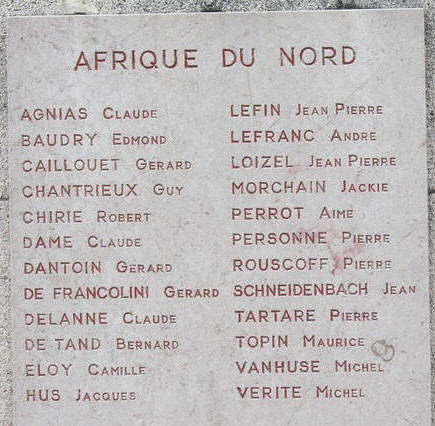 AFRIQUE DU NORD
AGNIAS CLAUDE
BAUDRY EDMOND
CAILLOUET GERARD
CHANTRIEUX GUY
CHIRIE ROBERT
DAME CLAUDE
DANTOIN GERARD
DE FRANCOLINI GERARD
DELANNE CLAUDE
DE TAND BERNARD
ELOY CAMILLE
HUS JACQUES
LEFIN JEAN PIERRE
LEFRANC ANDRÉ
LOIZEL JEAN PIERRE
MORCHAIN JACKIE
PERROT AIME
PERSONNE PIERRE
ROUSCOFF PIERRE
SCHNEIDENBACH JEAN
TARTARE PIERRE
TOPIN MAURICE
VANHUSE MICHEL
VERITE MICHEL